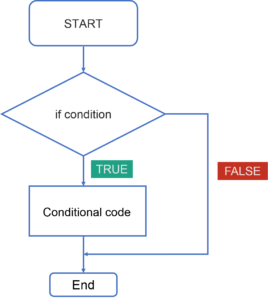 START
if condition
TRUE
FALSE
Conditional code
End